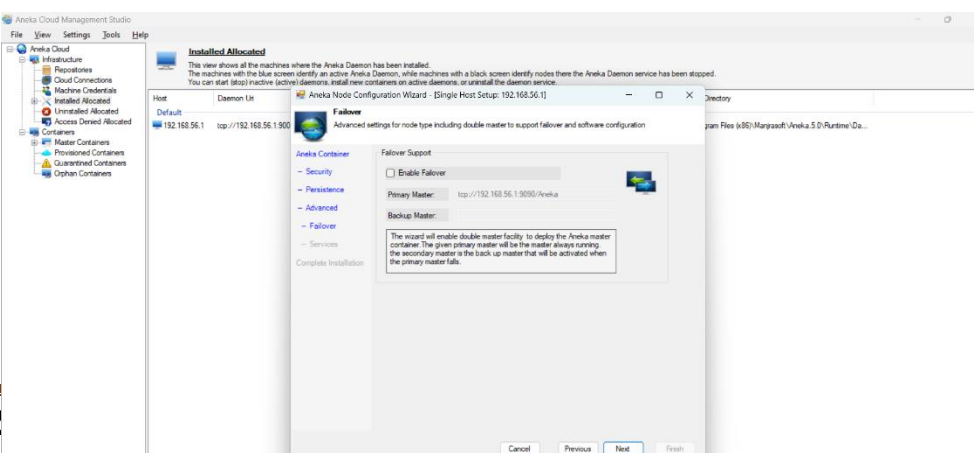 Aneka Cloud Management Studio
File View Settings Tools Help
Aneka Cloud
Infrastructure
Repositories
Cloud Connections
Machine Credentials
Installed Allocated
Uninstalled Allocated
Access Denied Allocated
Containers
Master Containers
Provisioned Containers
Quarantined Containers
Orphan Containers
Installed Allocated
This view shows all the machines where the Aneka Daemon has been installed.
The machines with the blue screen identify an active Aneka Daemon, while machines with a black screen identify nodes there the Aneka Daemon service has been stopped.
You can start (stop) inactive (active) daemons, install new containers on active daemons, or uninstall the daemon service.
Host Daemon Uri Directory
Default
192.168.56.1 tcp://192.168.56.1:900 gram Files (x86)\Manjrasoft\Aneka.5.0\Runtime\Da...
Aneka Node Configuration Wizard - [Single Host Setup: 192.168.56.1]
Failover
Advanced settings for node type including double master to support failover and software configuration
Aneka Container
- Security
- Persistence
- Advanced
- Failover
- Services
Complete Installation
Failover Support
Enable Failover
Primary Master: tcp://192.168.56.1:9090/Aneka
Backup Master:
The wizard will enable double master facility to deploy the Aneka master
container.The given primary master will be the master always running.
the secondary master is the back up master that will be activated when
the primary master fails.
Cancel Previous Next Finish